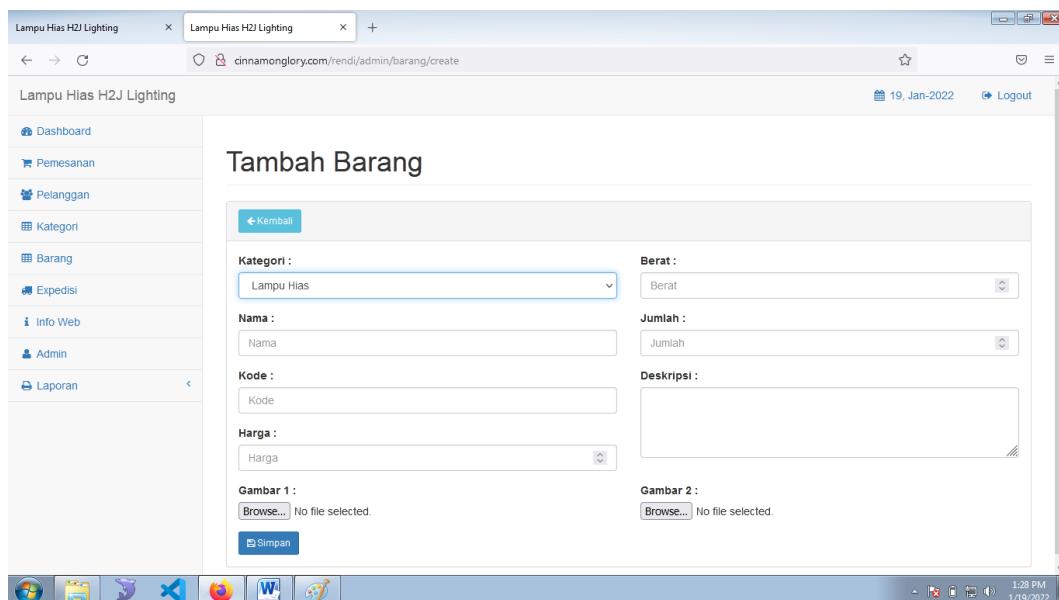 Lampu Hias H2J Lighting
Lampu Hias H2J Lighting
cinnamonglory.com/rendi/admin/barang/create
Lampu Hias H2J Lighting
19, Jan-2022
Logout
Dashboard
Pemesanan
Pelanggan
Kategori
Barang
Expedisi
Info Web
Admin
Laporan
Tambah Barang
Kembali
Kategori :
Lampu Hias
Nama :
Nama
Kode :
Kode
Harga :
Harga
Gambar 1 :
Browse... No file selected.
Simpan
Berat :
Berat
Jumlah :
Jumlah
Deskripsi :
Gambar 2 :
Browse... No file selected.
1:28 PM
1/19/2022